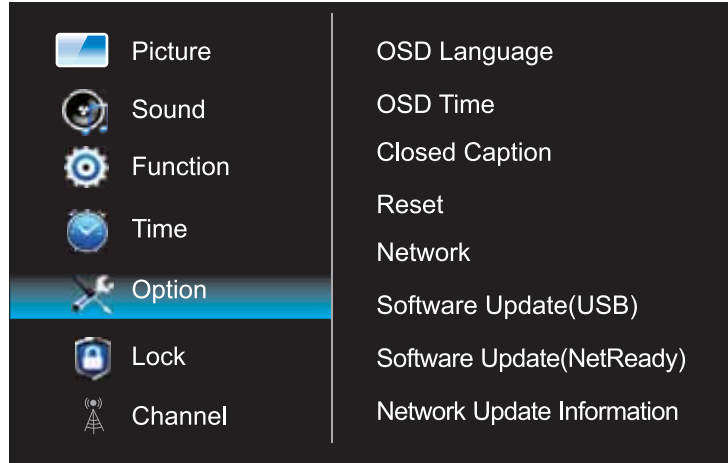 Picture
Sound
Function
Time
Option
Lock
Channel
OSD Language
OSD Time
Closed Caption
Reset
Network
Software Update(USB)
Software Update(NetReady)
Network Update Information